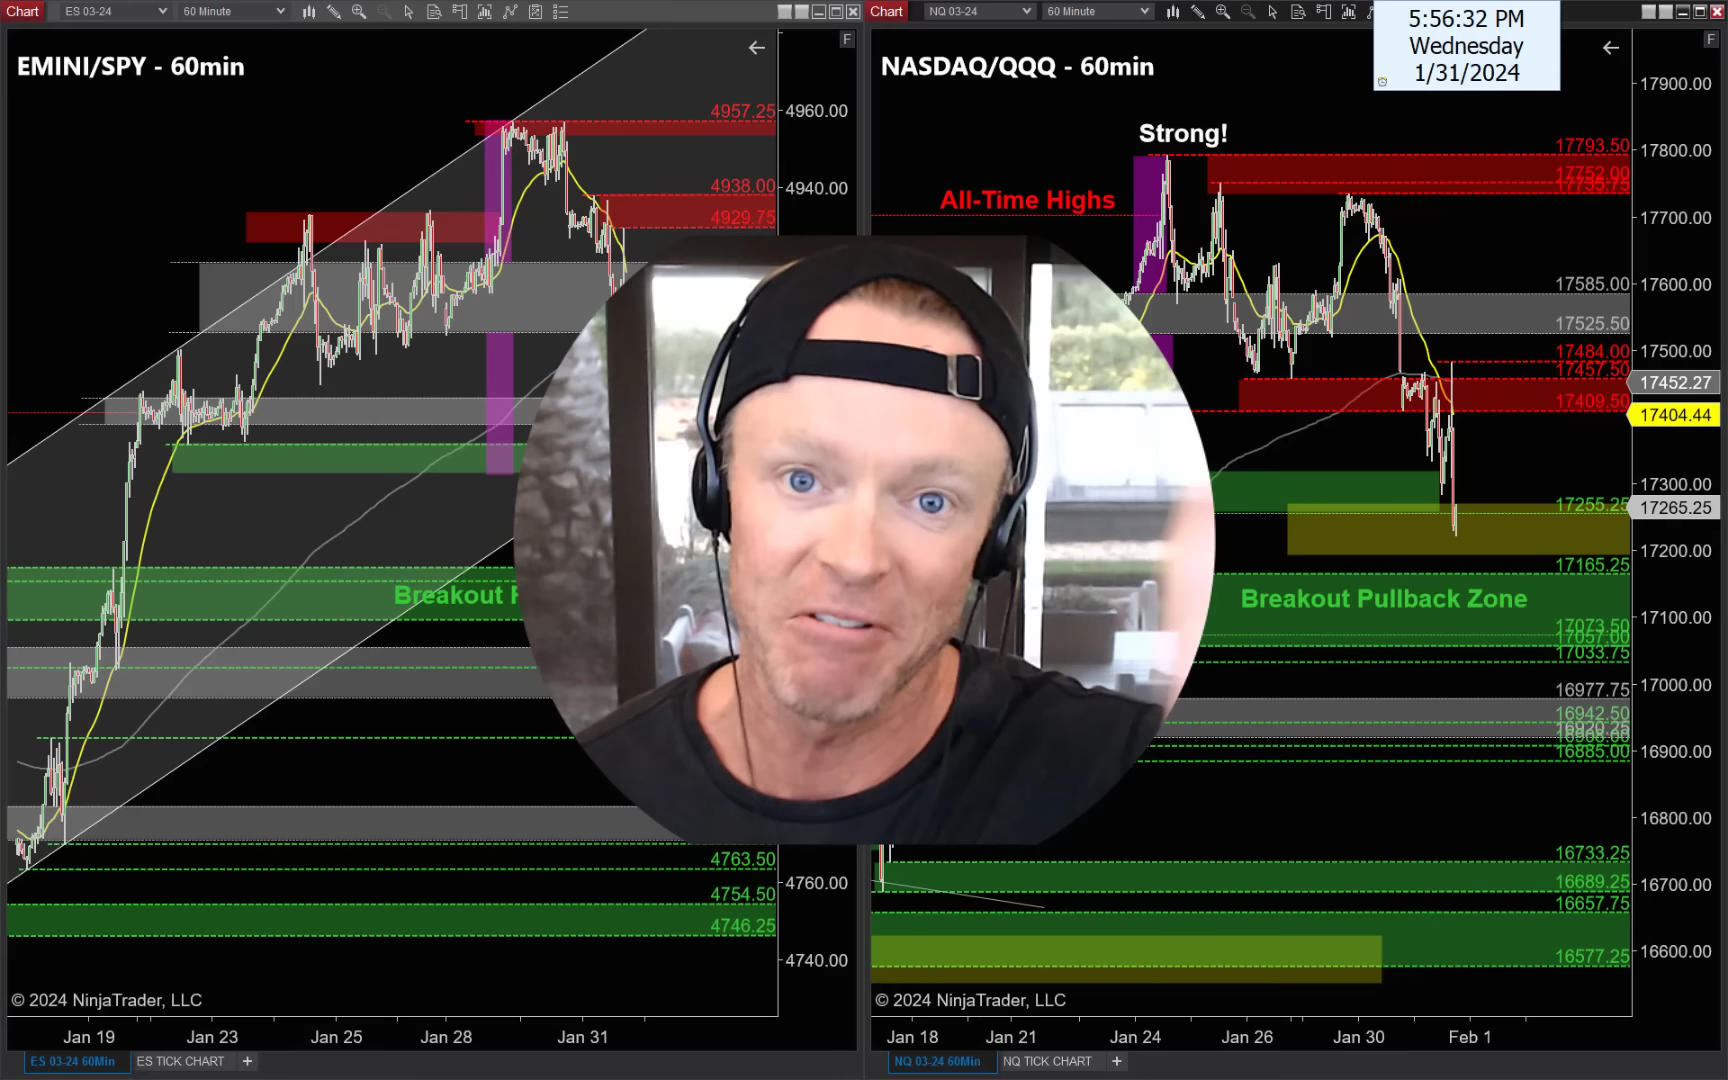 Chart
ES 03-24
60 Minute
Chart
NQ 03-24
60 Minute
5:56:32 PM
Wednesday
1/31/2024
EMINI/SPY - 60min
F
4957.25
4960.00
4938.00
4940.00
4929.75
Breakout
4763.50
4760.00
4754.50
4746.25
4740.00
© 2024 NinjaTrader, LLC
Jan 19
Jan 23
Jan 25
Jan 28
Jan 31
ES 03-24 60Min
ES TICK CHART
+
NASDAQ/QQQ - 60min
F
17900.00
Strong!
17793.50
17800.00
17752.00
17735.75
All-Time Highs
17700.00
17585.00
17600.00
17525.50
17484.00
17500.00
17457.50
17452.27
17409.50
17404.44
17300.00
17255.25
17265.25
17200.00
17165.25
Breakout Pullback Zone
17100.00
17073.50
17057.00
17033.75
16977.75
17000.00
16942.50
16920.25
16885.00
16900.00
16800.00
16733.25
16689.25
16700.00
16657.75
16577.25
16600.00
© 2024 NinjaTrader, LLC
Jan 18
Jan 21
Jan 24
Jan 26
Jan 30
Feb 1
NQ 03-24 60Min
NQ TICK CHART
+